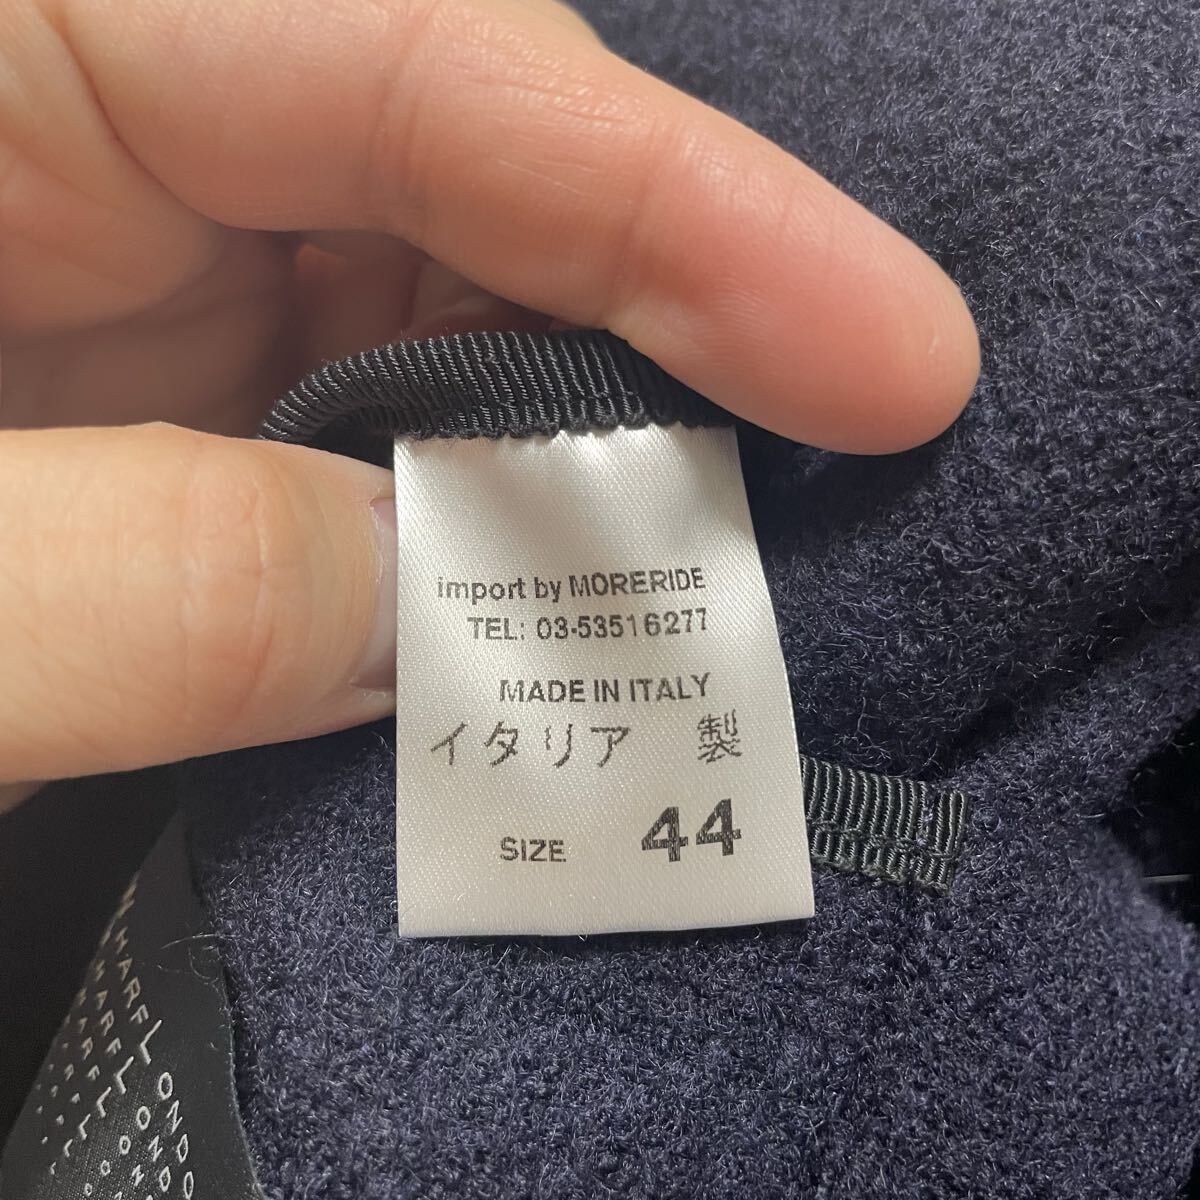 import by MORERIDE
TEL: 03-53516277
MADE IN ITALY
イタリア 製
SIZE 44